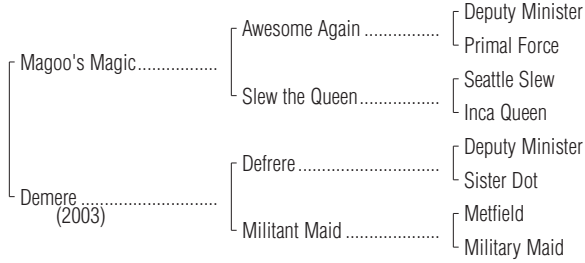 Deputy Minister
Awesome Again ................
Primal Force
Magoo's Magic.................
Seattle Slew
Slew the Queen.................
Inca Queen
Deputy Minister
Defrere..............................
Sister Dot
Demere .............................
(2003)
Metfield
Militant Maid ....................
Military Maid